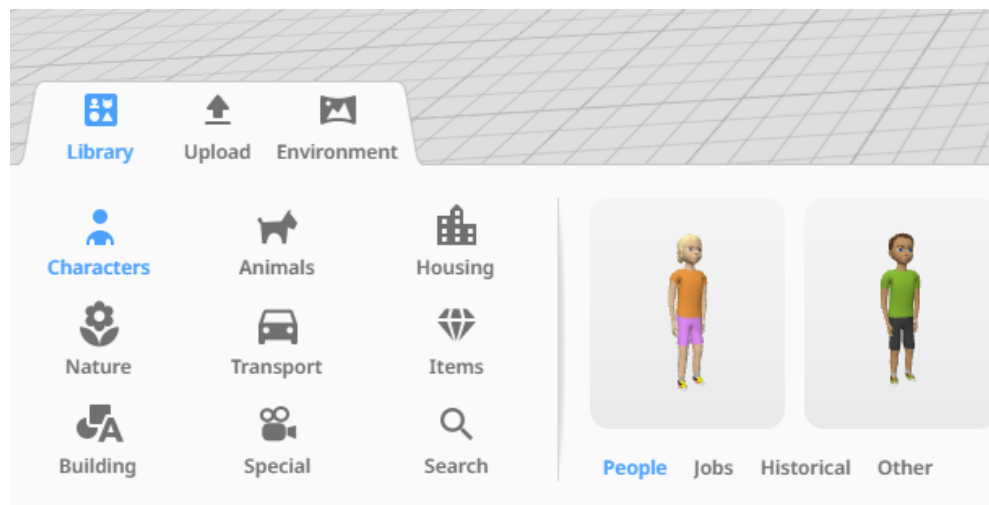 Library Upload Environment
Characters Animals Housing
Nature Transport Items
Building Special Search
People Jobs Historical Other